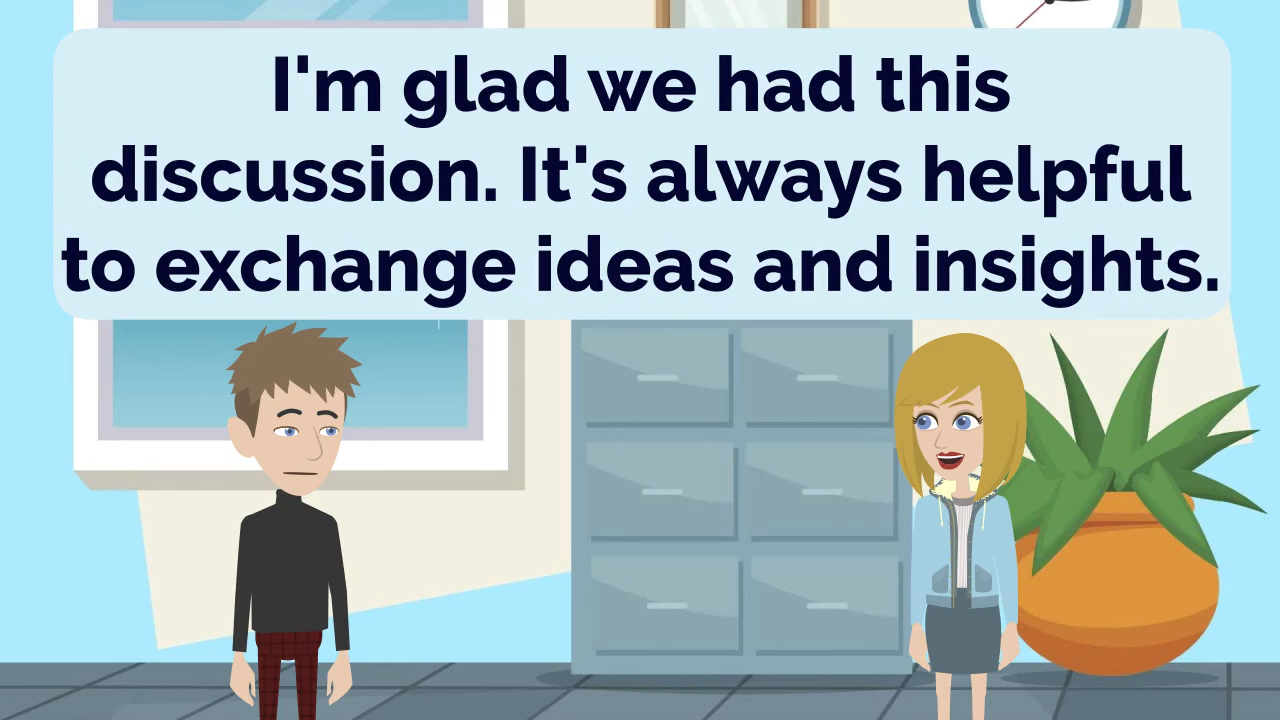 I'm glad we had this
discussion. It's always helpful
to exchange ideas and insights.